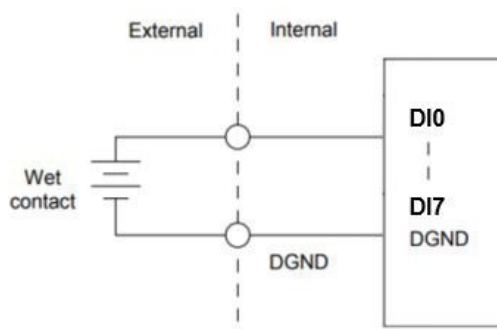 External
Internal
DI0
Wet
contact
DI7
DGND
DGND